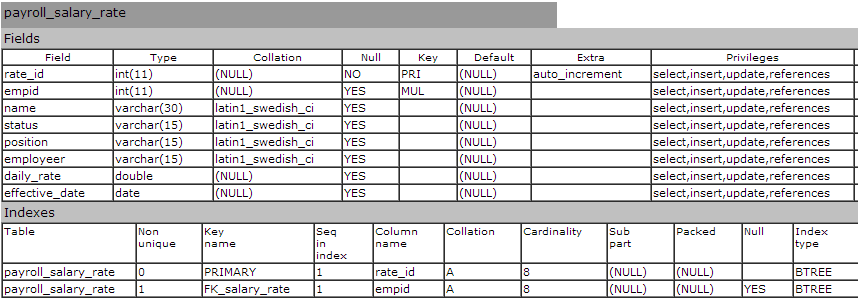 payroll_salary_rate
Fields
Field Type Collation Null Key Default Extra Privileges
rate_id int(11) (NULL) NO PRI (NULL) auto_increment select,insert,update,references
empid int(11) (NULL) YES MUL (NULL) select,insert,update,references
name varchar(30) latin1_swedish_ci YES (NULL) select,insert,update,references
status varchar(15) latin1_swedish_ci YES (NULL) select,insert,update,references
position varchar(15) latin1_swedish_ci YES (NULL) select,insert,update,references
employeer varchar(15) latin1_swedish_ci YES (NULL) select,insert,update,references
daily_rate double (NULL) YES (NULL) select,insert,update,references
effective_date date (NULL) YES (NULL) select,insert,update,references
Indexes
Table Non unique Key name Seq in index Column name Collation Cardinality Sub part Packed Null Index type
payroll_salary_rate 0 PRIMARY 1 rate_id A 8 (NULL) (NULL) BTREE
payroll_salary_rate 1 FK_salary_rate 1 empid A 8 (NULL) (NULL) YES BTREE